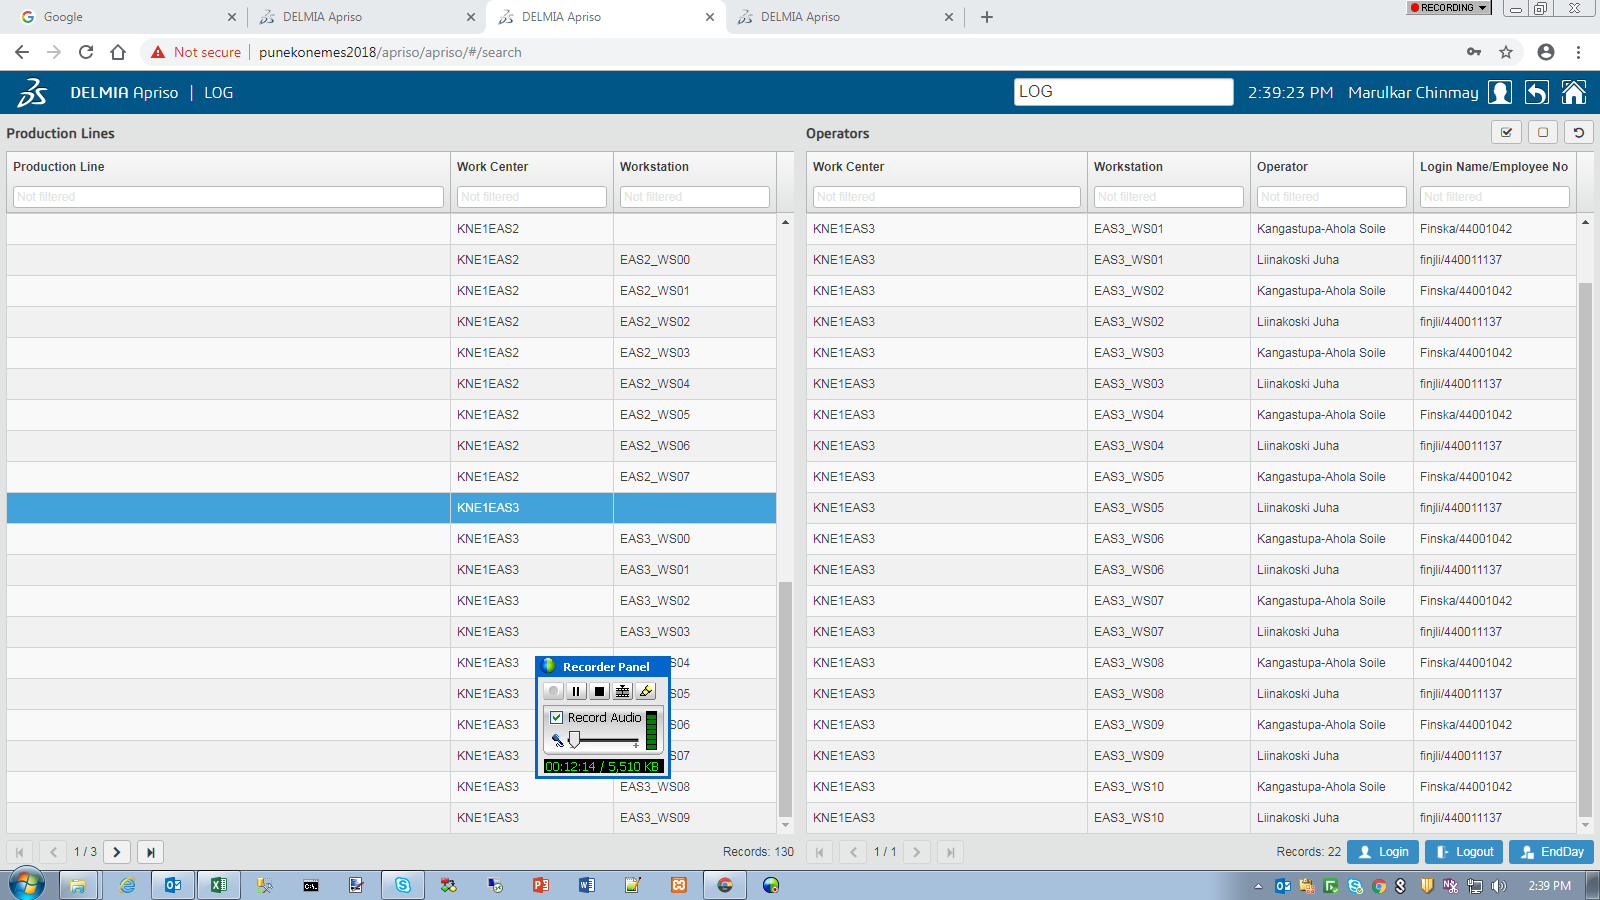 Google
DELMIA Apriso
DELMIA Apriso
DELMIA Apriso
RECORDING
Not secure
punekonemes2018/apriso/apriso/#/search
DELMIA Apriso | LOG
LOG
2:39:23 PM
Marulkar Chinmay
Production Lines
Production Line Work Center Workstation
Not filtered Not filtered Not filtered
KNE1EAS2
KNE1EAS2 EAS2_WS00
KNE1EAS2 EAS2_WS01
KNE1EAS2 EAS2_WS02
KNE1EAS2 EAS2_WS03
KNE1EAS2 EAS2_WS04
KNE1EAS2 EAS2_WS05
KNE1EAS2 EAS2_WS06
KNE1EAS2 EAS2_WS07
KNE1EAS3
KNE1EAS3 EAS3_WS00
KNE1EAS3 EAS3_WS01
KNE1EAS3 EAS3_WS02
KNE1EAS3 EAS3_WS03
KNE1EAS3 S04
KNE1EAS3 S05
KNE1EAS3 S06
KNE1EAS3 S07
KNE1EAS3 EAS3_WS08
KNE1EAS3 EAS3_WS09
1 / 3
Records: 130
Recorder Panel
Record Audio
00:12:14 / 5,510 KB
Operators
Work Center Workstation Operator Login Name/Employee No
Not filtered Not filtered Not filtered Not filtered
KNE1EAS3 EAS3_WS01 Kangastupa-Ahola Soile Finska/44001042
KNE1EAS3 EAS3_WS01 Liinakoski Juha finjli/440011137
KNE1EAS3 EAS3_WS02 Kangastupa-Ahola Soile Finska/44001042
KNE1EAS3 EAS3_WS02 Liinakoski Juha finjli/440011137
KNE1EAS3 EAS3_WS03 Kangastupa-Ahola Soile Finska/44001042
KNE1EAS3 EAS3_WS03 Liinakoski Juha finjli/440011137
KNE1EAS3 EAS3_WS04 Kangastupa-Ahola Soile Finska/44001042
KNE1EAS3 EAS3_WS04 Liinakoski Juha finjli/440011137
KNE1EAS3 EAS3_WS05 Kangastupa-Ahola Soile Finska/44001042
KNE1EAS3 EAS3_WS05 Liinakoski Juha finjli/440011137
KNE1EAS3 EAS3_WS06 Kangastupa-Ahola Soile Finska/44001042
KNE1EAS3 EAS3_WS06 Liinakoski Juha finjli/440011137
KNE1EAS3 EAS3_WS07 Kangastupa-Ahola Soile Finska/44001042
KNE1EAS3 EAS3_WS07 Liinakoski Juha finjli/440011137
KNE1EAS3 EAS3_WS08 Kangastupa-Ahola Soile Finska/44001042
KNE1EAS3 EAS3_WS08 Liinakoski Juha finjli/440011137
KNE1EAS3 EAS3_WS09 Kangastupa-Ahola Soile Finska/44001042
KNE1EAS3 EAS3_WS09 Liinakoski Juha finjli/440011137
KNE1EAS3 EAS3_WS10 Kangastupa-Ahola Soile Finska/44001042
KNE1EAS3 EAS3_WS10 Liinakoski Juha finjli/440011137
1 / 1
Records: 22
Login
Logout
EndDay
2:39 PM